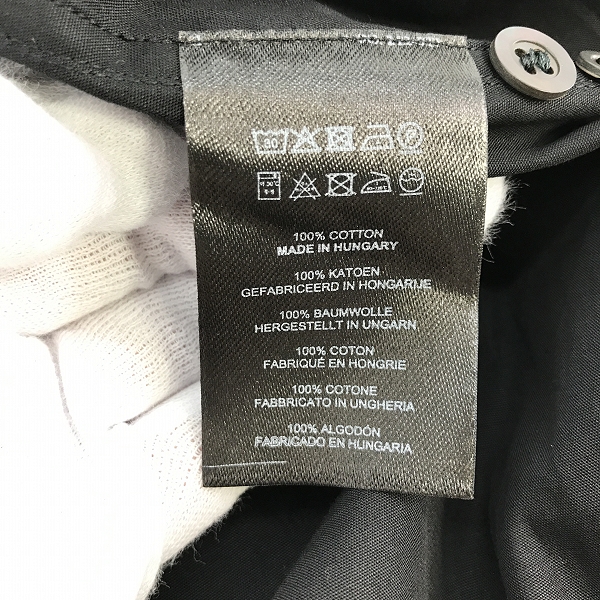 30
100% COTTON
MADE IN HUNGARY
100% KATOEN
GEFABRICEERD IN HONGARIJE
100% BAUMWOLLE
HERGESTELLT IN UNGARN
100% COTON
FABRIQUÉ EN HONGRIE
100% COTONE
FABBRICATO IN UNGHERIA
100% ALGODÓN
FABRICADO EN HUNGARIA